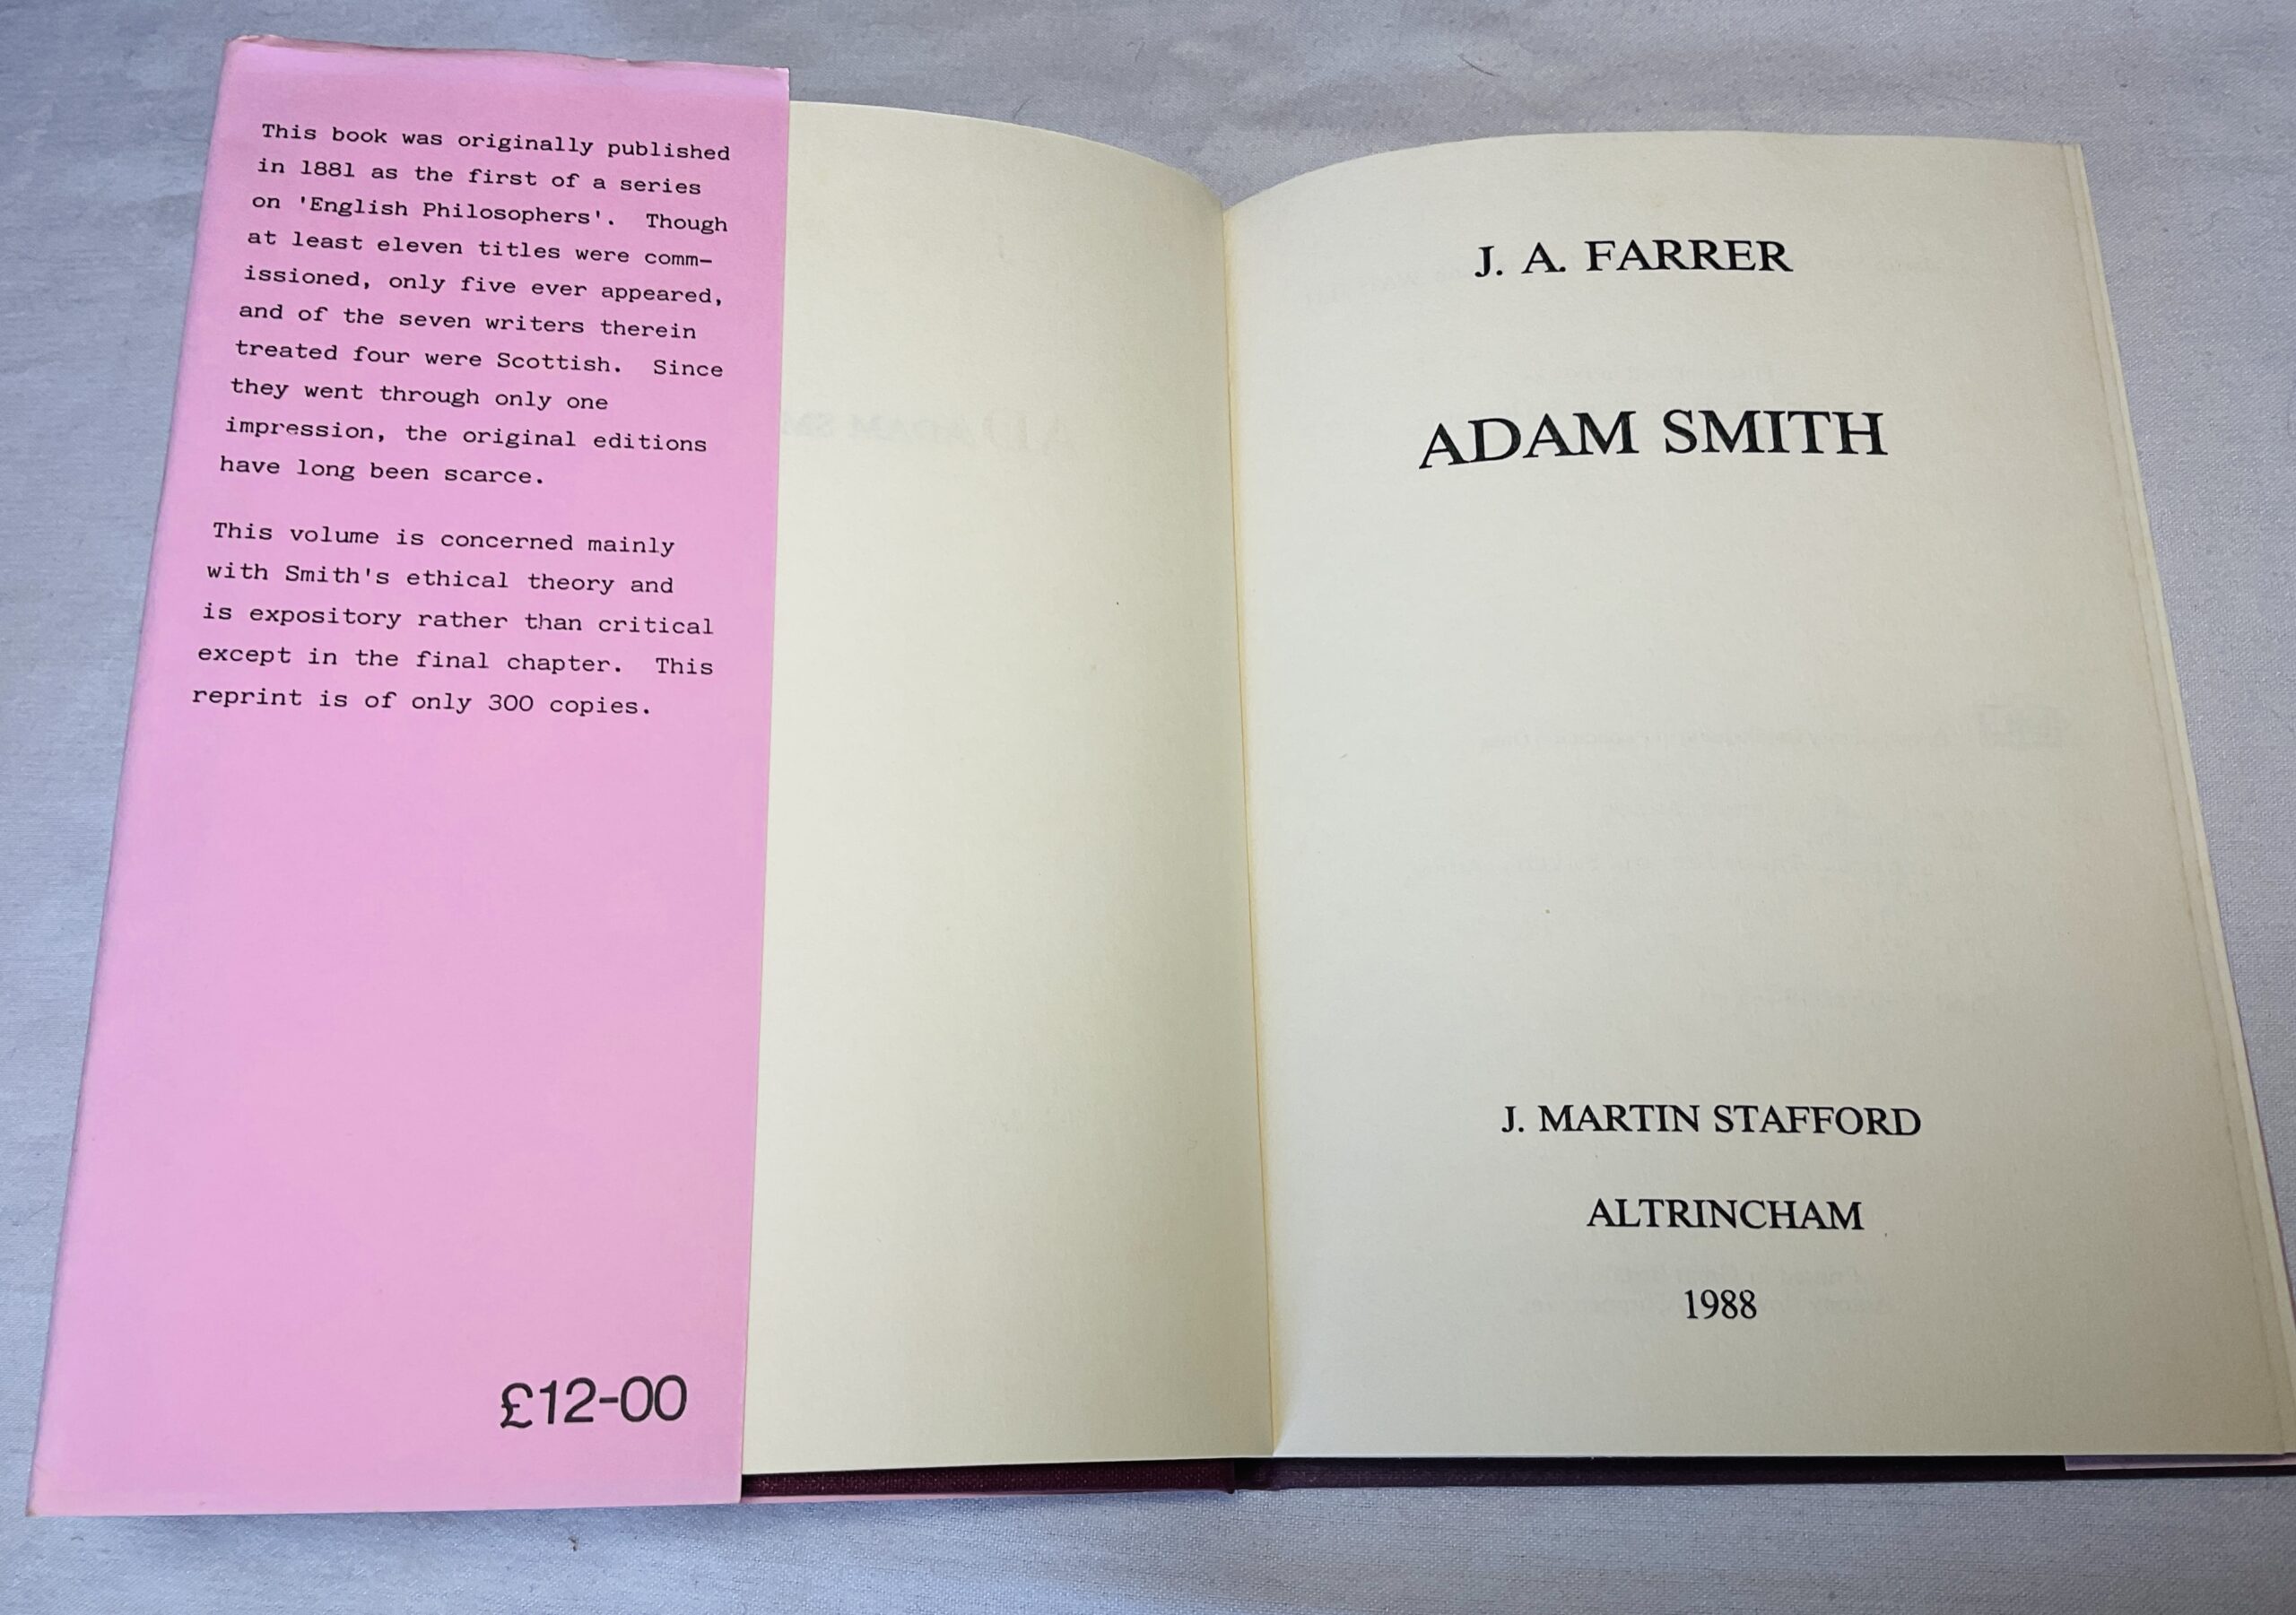 This book was originally published
in 1881 as the first of a series
on 'English Philosophers'. Though
at least eleven titles were comm-
issioned, only five ever appeared,
and of the seven writers therein
treated four were Scottish. Since
they went through only one
impression, the original editions
have long been scarce.
This volume is concerned mainly
with Smith's ethical theory and
is expository rather than critical
except in the final chapter. This
reprint is of only 300 copies.
£12-00
J. A. FARRER
ADAM SMITH
J. MARTIN STAFFORD
ALTRINCHAM
1988